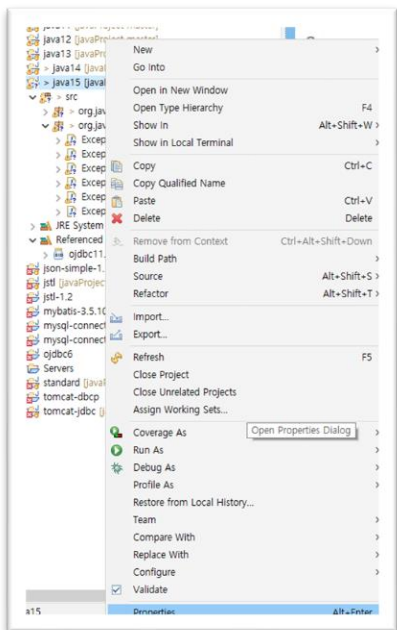 java12 [javaProject master]
java13 [javaPro
> java14 [java
> java15 [javal
> src
> org.jav
> org.jav
> Excep
> Excep
> Excep
> Excep
> Excep
> Excep
JRE System
Referenced
ojdbc11.
json-simple-1.
jstl [javaProjec
jstl-1.2
mybatis-3.5.10
mysql-connect
mysql-connect
ojdbc6
Servers
standard [javal
tomcat-dbcp
tomcat-jdbc [j
a15
New
Go Into
Open in New Window
Open Type Hierarchy F4
Show In Alt+Shift+W >
Show in Local Terminal
Copy Ctrl+C
Copy Qualified Name
Paste Ctrl+V
Delete Delete
Remove from Context Ctrl+Alt+Shift+Down
Build Path
Source Alt+Shift+S >
Refactor Alt+Shift+T >
Import...
Export...
Refresh F5
Close Project
Close Unrelated Projects
Assign Working Sets...
Coverage As
Open Properties Dialog
Run As
Debug As
Profile As
Restore from Local History...
Team
Compare With
Replace With
Configure
Validate
Properties Alt+Enter